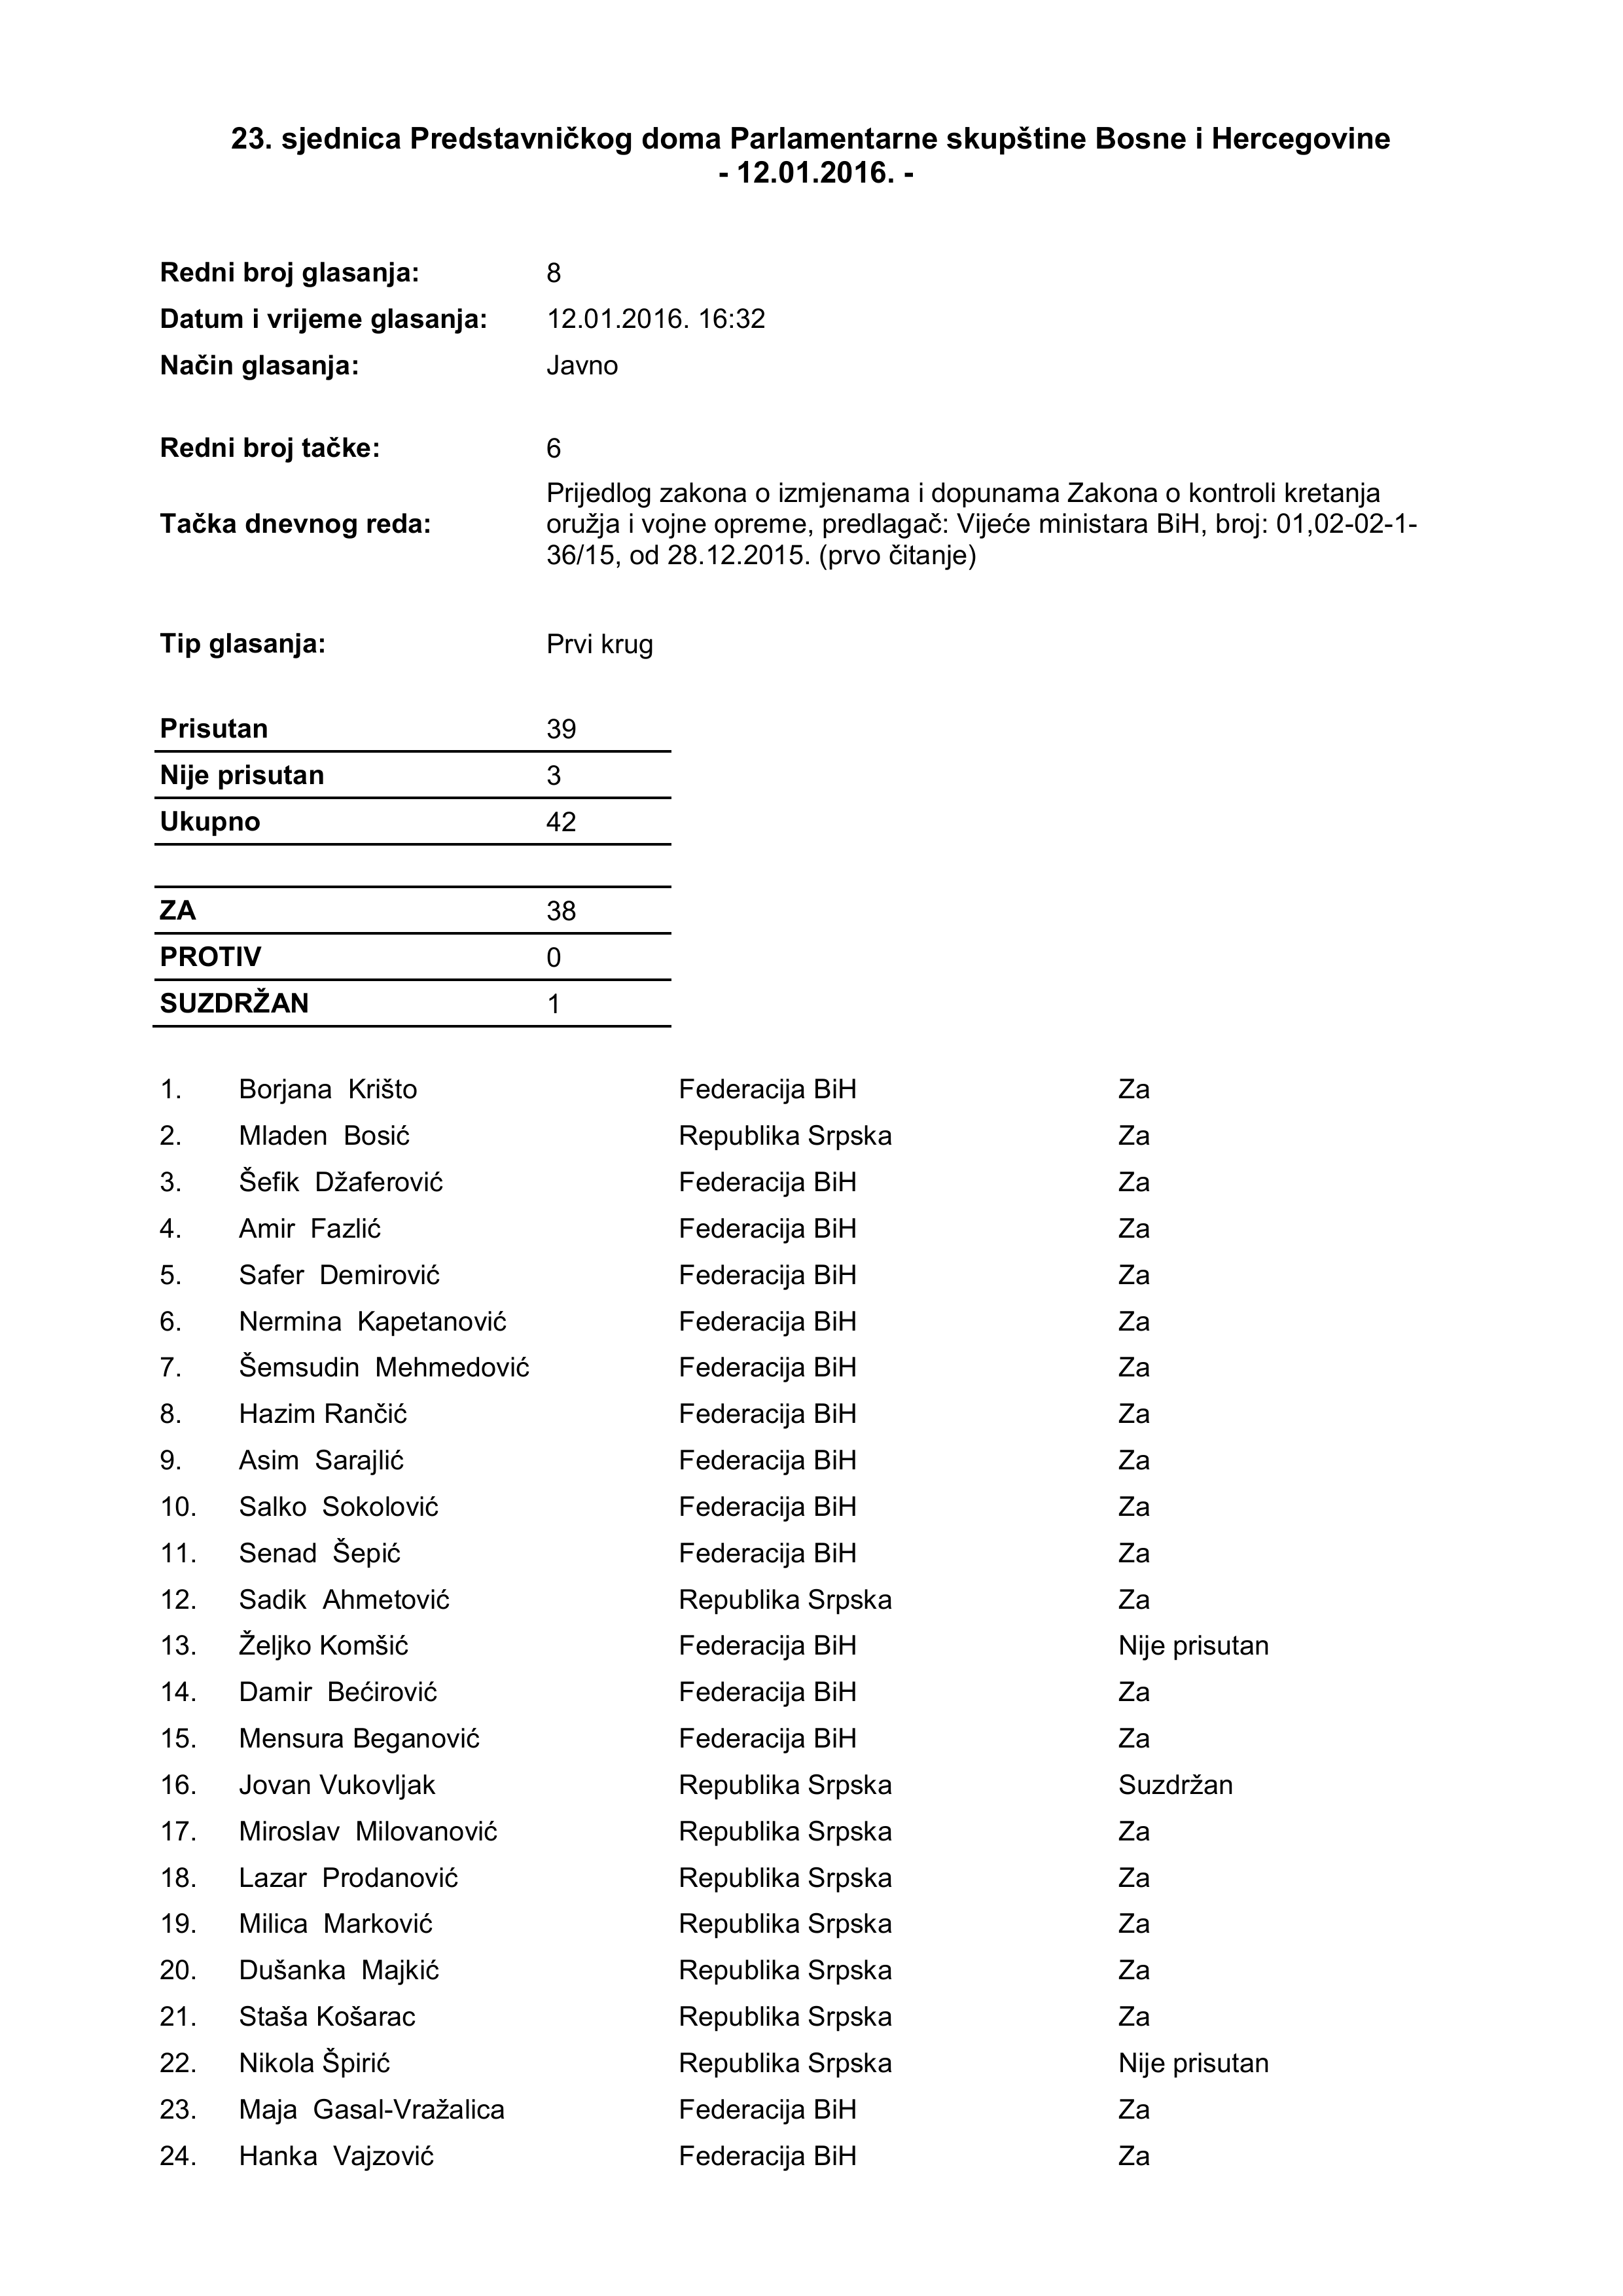 23. sjednica Predstavničkog doma Parlamentarne skupštine Bosne i Hercegovine
- 12.01.2016. -
Redni broj glasanja: 8
Datum i vrijeme glasanja: 12.01.2016. 16:32
Način glasanja: Javno
Redni broj tačke: 6
Tačka dnevnog reda: Prijedlog zakona o izmjenama i dopunama Zakona o kontroli kretanja
oružja i vojne opreme, predlagač: Vijeće ministara BiH, broj: 01,02-02-1-
36/15, od 28.12.2015. (prvo čitanje)
Tip glasanja: Prvi krug
Prisutan 39
Nije prisutan 3
Ukupno 42
ZA 38
PROTIV 0
SUZDRŽAN 1
1. Borjana Krišto Federacija BiH Za
2. Mladen Bosić Republika Srpska Za
3. Šefik Džaferović Federacija BiH Za
4. Amir Fazlić Federacija BiH Za
5. Safer Demirović Federacija BiH Za
6. Nermina Kapetanović Federacija BiH Za
7. Šemsudin Mehmedović Federacija BiH Za
8. Hazim Rančić Federacija BiH Za
9. Asim Sarajlić Federacija BiH Za
10. Salko Sokolović Federacija BiH Za
11. Senad Šepić Federacija BiH Za
12. Sadik Ahmetović Republika Srpska Za
13. Željko Komšić Federacija BiH Nije prisutan
14. Damir Bećirović Federacija BiH Za
15. Mensura Beganović Federacija BiH Za
16. Jovan Vukovljak Republika Srpska Suzdržan
17. Miroslav Milovanović Republika Srpska Za
18. Lazar Prodanović Republika Srpska Za
19. Milica Marković Republika Srpska Za
20. Dušanka Majkić Republika Srpska Za
21. Staša Košarac Republika Srpska Za
22. Nikola Špirić Republika Srpska Nije prisutan
23. Maja Gasal-Vražalica Federacija BiH Za
24. Hanka Vajzović Federacija BiH Za